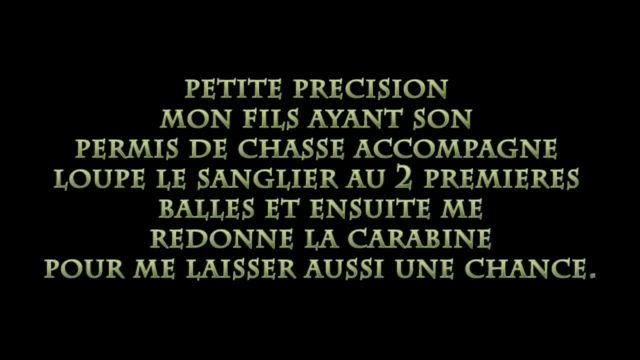 PETITE PRECISION
MON FILS AYANT SON
PERMIS DE CHASSE ACCOMPAGNE
LOUPE LE SANGLIER AU 2 PREMIERES
BALLES ET ENSUITE ME
REDONNE LA CARABINE
POUR ME LAISSER AUSSI UNE CHANCE.